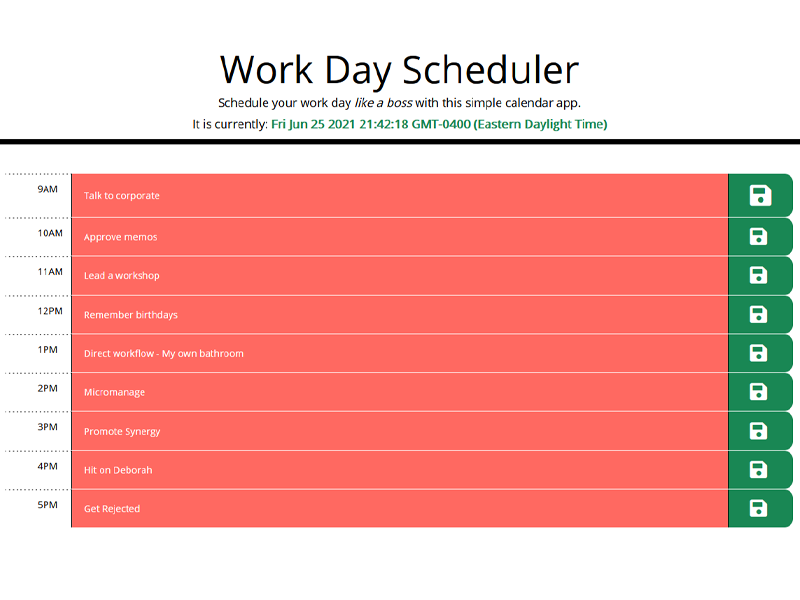 Work Day Scheduler
Schedule your work day like a boss with this simple calendar app.
It is currently: Fri Jun 25 2021 21:42:18 GMT-0400 (Eastern Daylight Time)
9AM Talk to corporate
10AM Approve memos
11AM Lead a workshop
12PM Remember birthdays
1PM Direct workflow - My own bathroom
2PM Micromanage
3PM Promote Synergy
4PM Hit on Deborah
5PM Get Rejected